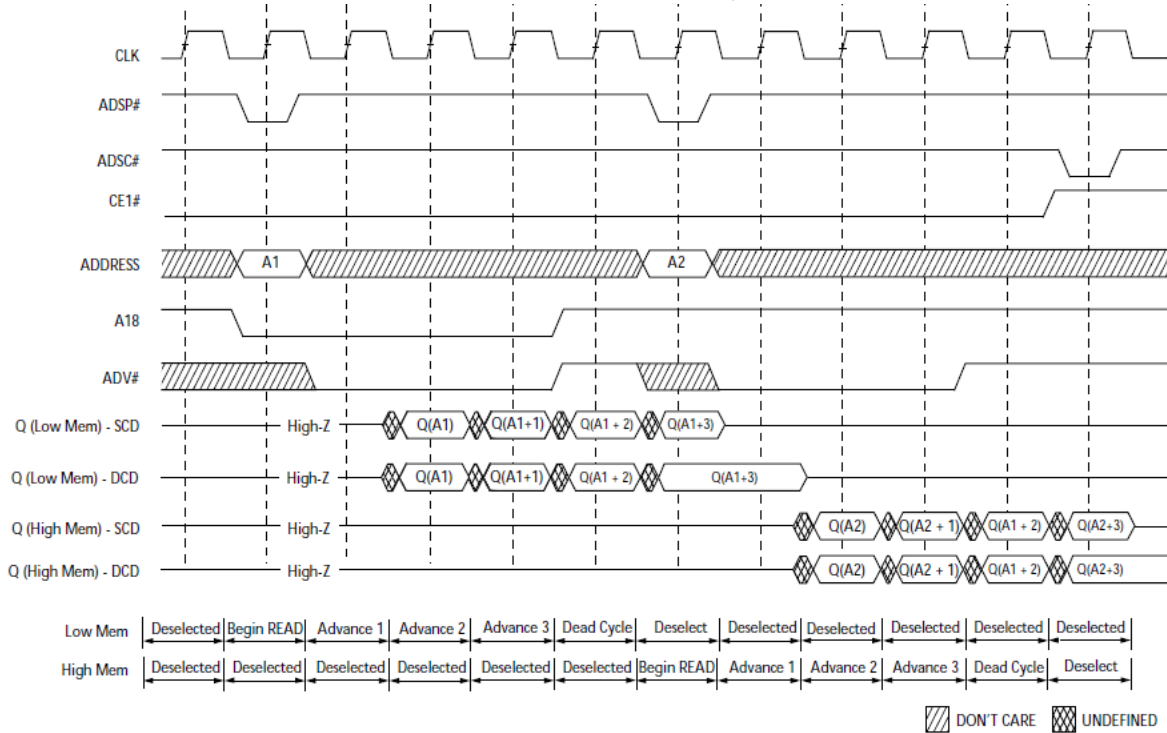 CLK
ADSP#
ADSC#
CE1#
ADDRESS A1 A2
A18
ADV#
Q (Low Mem) - SCD High-Z Q(A1) Q(A1+1) Q(A1 + 2) Q(A1+3)
Q (Low Mem) - DCD High-Z Q(A1) Q(A1+1) Q(A1 + 2) Q(A1+3)
Q (High Mem) - SCD High-Z Q(A2) Q(A2 + 1) Q(A1 + 2) Q(A2+3)
Q (High Mem) - DCD High-Z Q(A2) Q(A2 + 1) Q(A1 + 2) Q(A2+3)
Low Mem Deselected Begin READ Advance 1 Advance 2 Advance 3 Dead Cycle Deselect Deselected Deselected Deselected Deselected Deselected
High Mem Deselected Deselected Deselected Deselected Deselected Deselected Begin READ Advance 1 Advance 2 Advance 3 Dead Cycle Deselect
DON'T CARE UNDEFINED